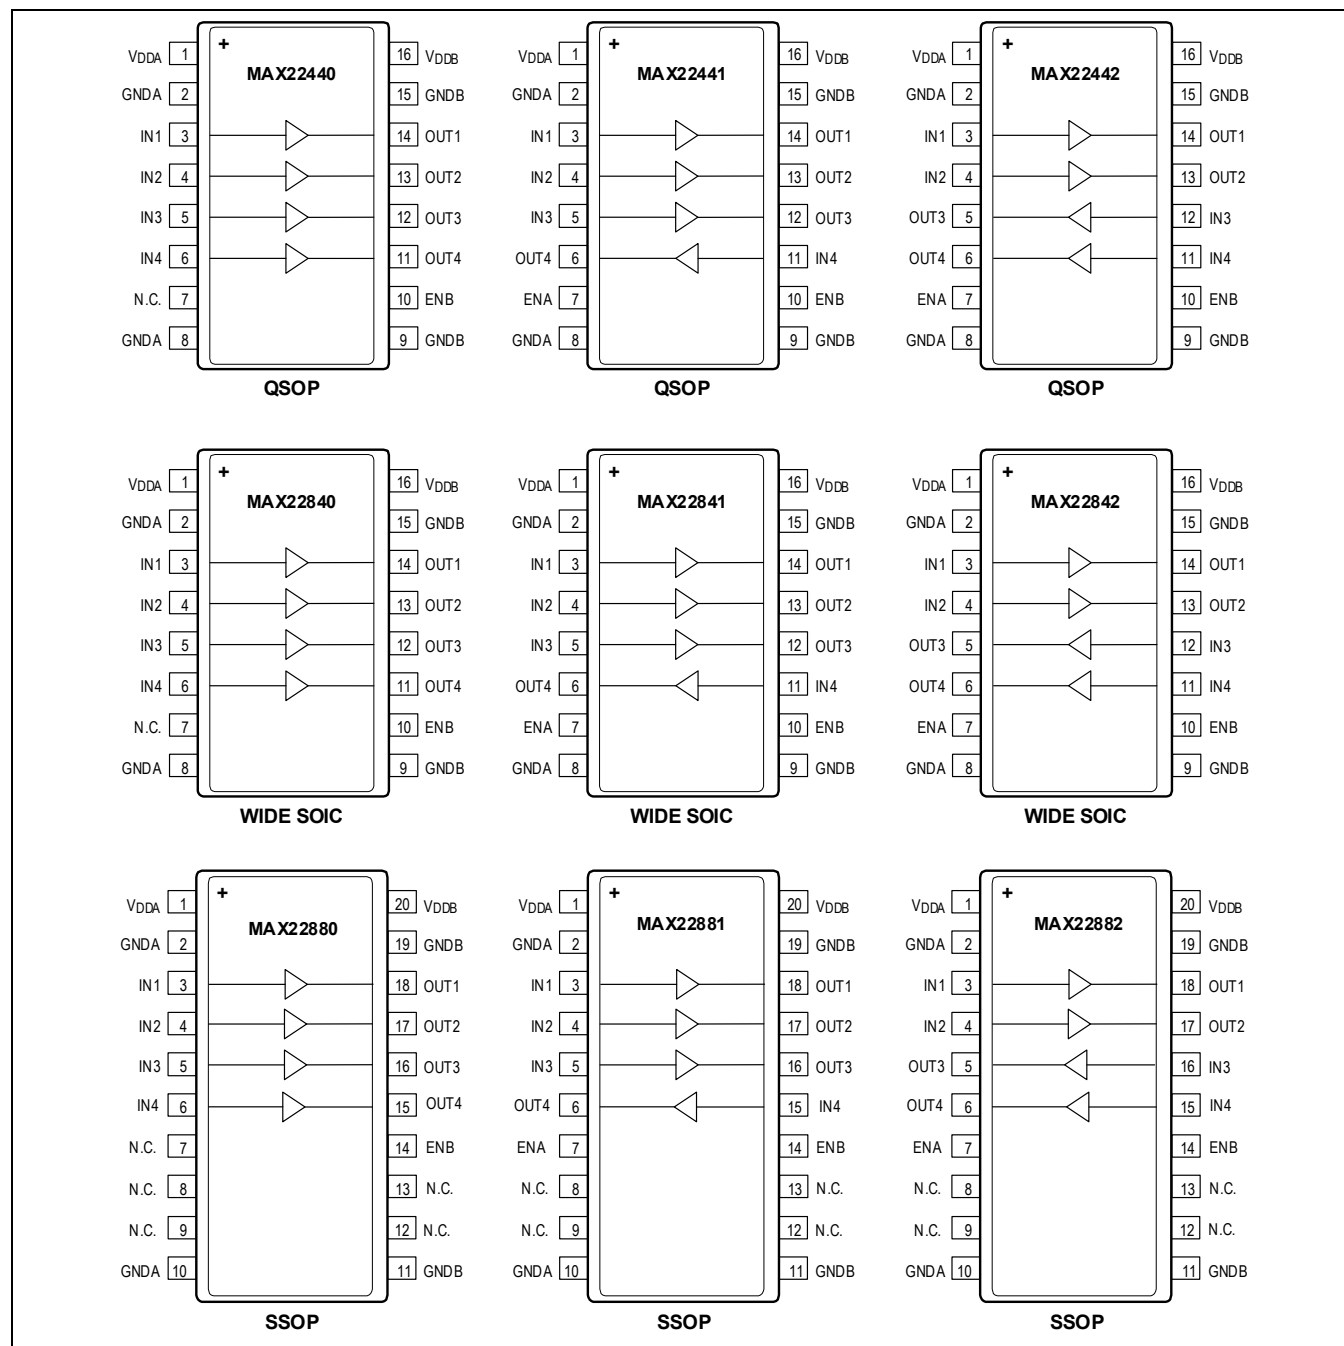 + + +
VDDA 1 MAX22440 16 VDDB VDDA 1 MAX22441 16 VDDB VDDA 1 MAX22442 16 VDDB
GNDA 2 15 GNDB GNDA 2 15 GNDB GNDA 2 15 GNDB
IN1 3 14 OUT1 IN1 3 14 OUT1 IN1 3 14 OUT1
IN2 4 13 OUT2 IN2 4 13 OUT2 IN2 4 13 OUT2
IN3 5 12 OUT3 IN3 5 12 OUT3 OUT3 5 12 IN3
IN4 6 11 OUT4 OUT4 6 11 IN4 OUT4 6 11 IN4
N.C. 7 10 ENB ENA 7 10 ENB ENA 7 10 ENB
GNDA 8 9 GNDB GNDA 8 9 GNDB GNDA 8 9 GNDB
QSOP QSOP QSOP
+ + +
VDDA 1 MAX22840 16 VDDB VDDA 1 MAX22841 16 VDDB VDDA 1 MAX22842 16 VDDB
GNDA 2 15 GNDB GNDA 2 15 GNDB GNDA 2 15 GNDB
IN1 3 14 OUT1 IN1 3 14 OUT1 IN1 3 14 OUT1
IN2 4 13 OUT2 IN2 4 13 OUT2 IN2 4 13 OUT2
IN3 5 12 OUT3 IN3 5 12 OUT3 OUT3 5 12 IN3
IN4 6 11 OUT4 OUT4 6 11 IN4 OUT4 6 11 IN4
N.C. 7 10 ENB ENA 7 10 ENB ENA 7 10 ENB
GNDA 8 9 GNDB GNDA 8 9 GNDB GNDA 8 9 GNDB
WIDE SOIC WIDE SOIC WIDE SOIC
+ + +
VDDA 1 MAX22880 20 VDDB VDDA 1 MAX22881 20 VDDB VDDA 1 MAX22882 20 VDDB
GNDA 2 19 GNDB GNDA 2 19 GNDB GNDA 2 19 GNDB
IN1 3 18 OUT1 IN1 3 18 OUT1 IN1 3 18 OUT1
IN2 4 17 OUT2 IN2 4 17 OUT2 IN2 4 17 OUT2
IN3 5 16 OUT3 IN3 5 16 OUT3 OUT3 5 16 IN3
IN4 6 15 OUT4 OUT4 6 15 IN4 OUT4 6 15 IN4
N.C. 7 14 ENB ENA 7 14 ENB ENA 7 14 ENB
N.C. 8 13 N.C. N.C. 8 13 N.C. N.C. 8 13 N.C.
N.C. 9 12 N.C. N.C. 9 12 N.C. N.C. 9 12 N.C.
GNDA 10 11 GNDB GNDA 10 11 GNDB GNDA 10 11 GNDB
SSOP SSOP SSOP